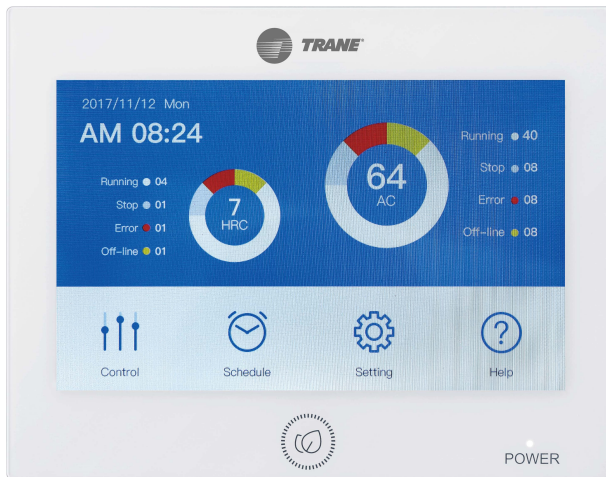 TRANE
2017/11/12 Mon
AM 08:24
Running 04
Stop 01
Error 01
Off-line 01
7
HRC
64
AC
Running 40
Stop 08
Error 08
Off-line 08
Control
Schedule
Setting
Help
POWER